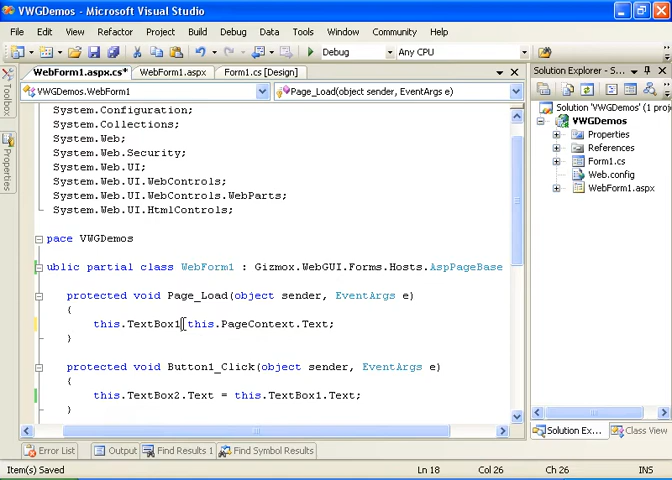 VWGDemos - Microsoft Visual Studio
File Edit View Refactor Project Build Debug Data Tools Window Community Help
Debug Any CPU
WebForm1.aspx.cs* WebForm1.aspx Form1.cs [Design]
VWGDemos.WebForm1 Page_Load(object sender, EventArgs e)
System.Configuration;
System.Collections;
System.Web;
System.Web.Security;
System.Web.UI;
System.Web.UI.WebControls;
System.Web.UI.WebControls.WebParts;
System.Web.UI.HtmlControls;
pace VWGDemos
ublic partial class WebForm1 : Gizmox.WebGUI.Forms.Hosts.AspPageBase
protected void Page_Load(object sender, EventArgs e)
{
this.TextBox1 this.PageContext.Text;
}
protected void Button1_Click(object sender, EventArgs e)
{
this.TextBox2.Text = this.TextBox1.Text;
}
Toolbox
Properties
Solution Explorer - ...
Solution 'VWGDemos' (1 proj
VWGDemos
Properties
References
Form1.cs
Web.config
WebForm1.aspx
Solution Ex... Class View
Error List Output Find Results 1 Find Symbol Results
Item(s) Saved Ln 18 Col 26 Ch 26 INS